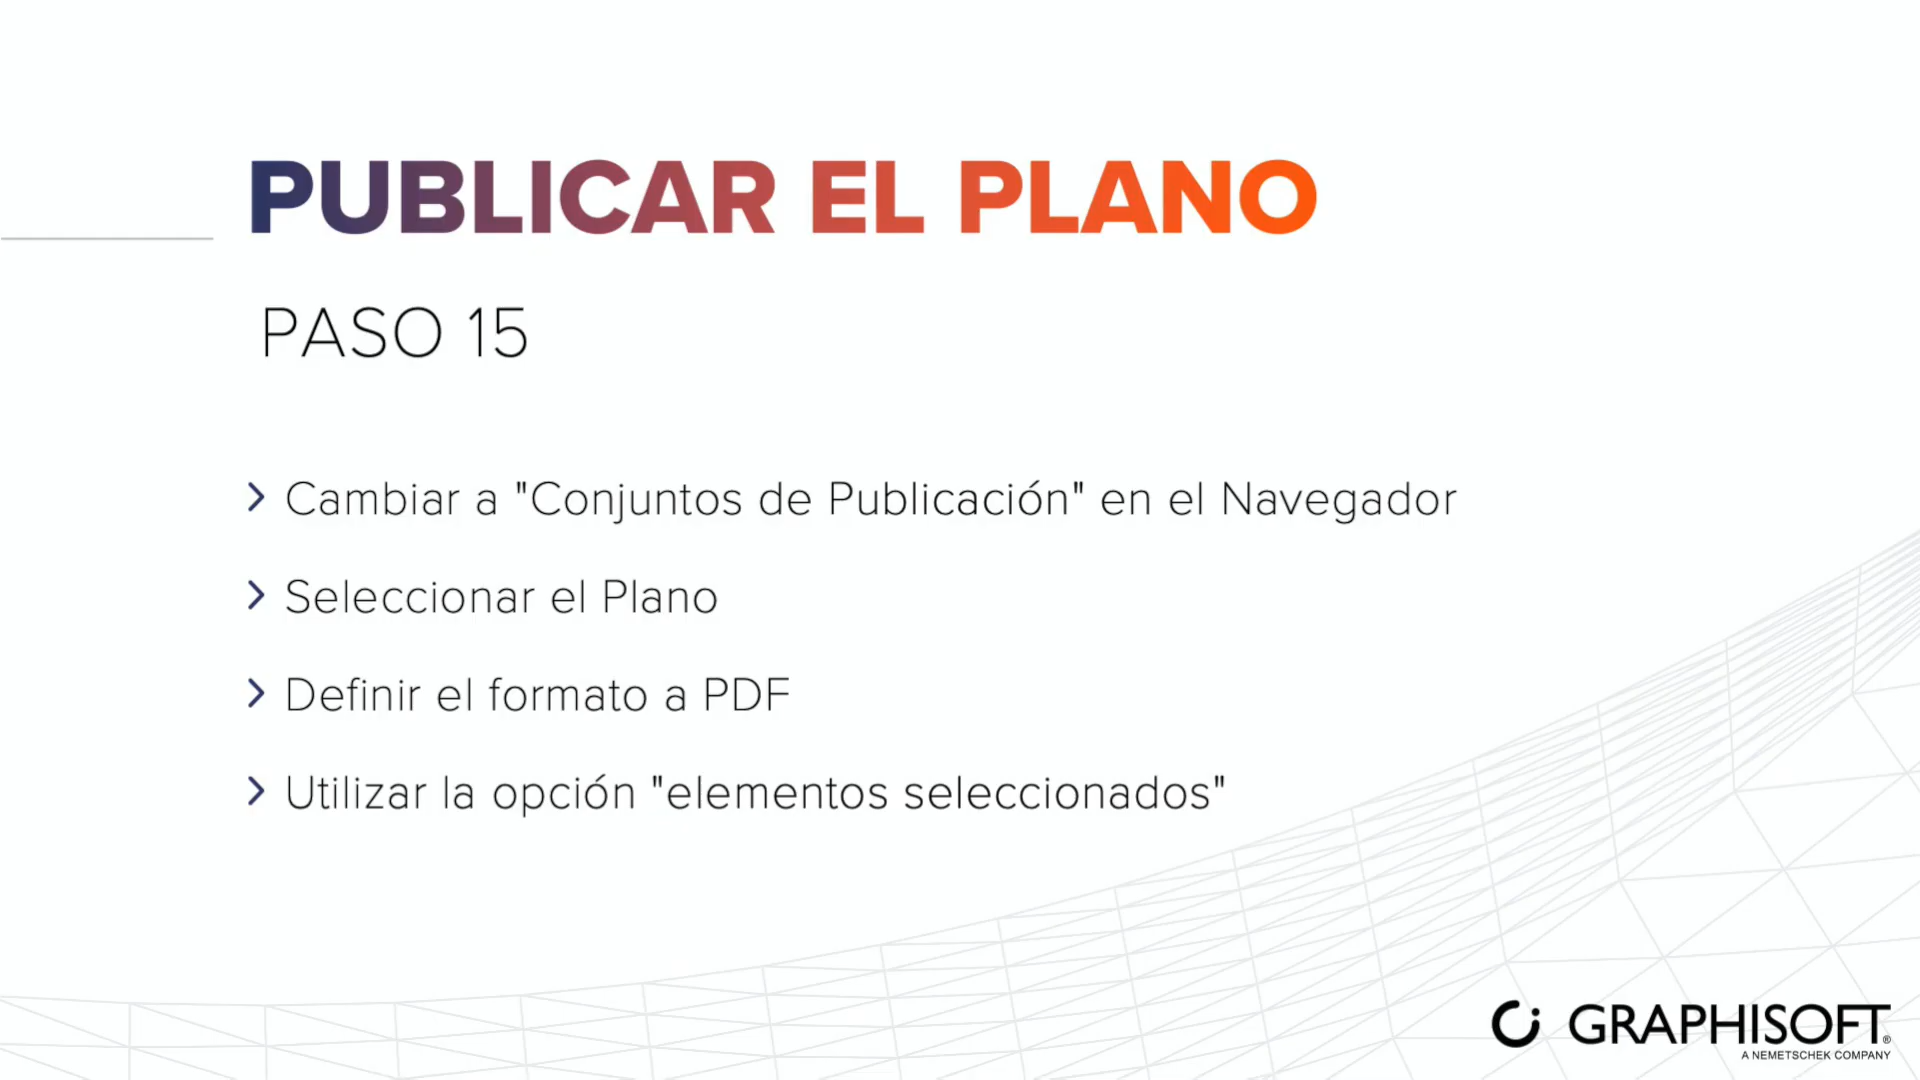 PUBLICAR EL PLANO
PASO 15
Cambiar a "Conjuntos de Publicación" en el Navegador
Seleccionar el Plano
Definir el formato a PDF
Utilizar la opción "elementos seleccionados"
GRAPHISOFT®
A NEMETSCHEK COMPANY